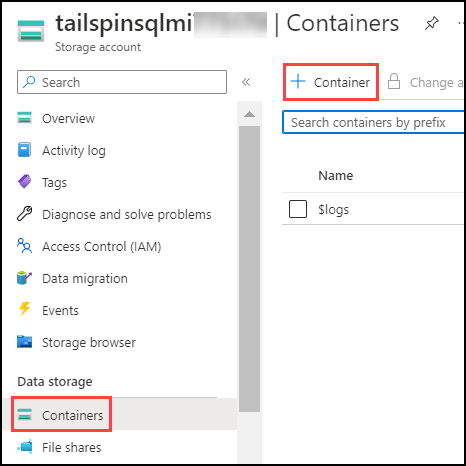 tailspinsqlmi | Containers
Storage account
Search
+ Container
Change a
Overview
Search containers by prefix
Activity log
Tags
Name
Diagnose and solve problems
$logs
Access Control (IAM)
Data migration
Events
Storage browser
Data storage
Containers
File shares